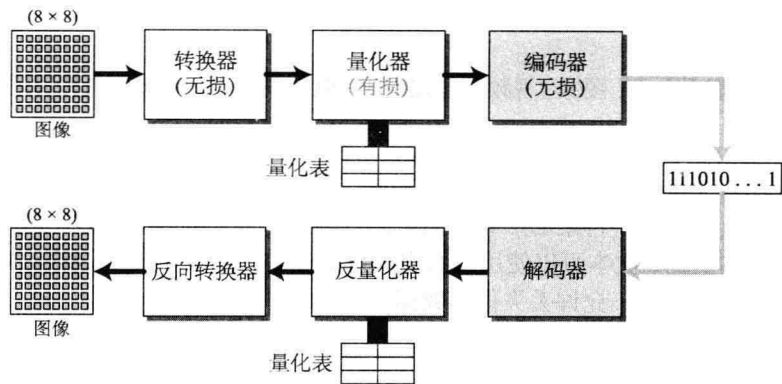 (8 × 8)
图像
转换器
(无损)
量化器
(有损)
量化表
编码器
(无损)
1i1010 . . . 1
(8 × 8)
图像
反向转换器
反量化器
量化表
解码器